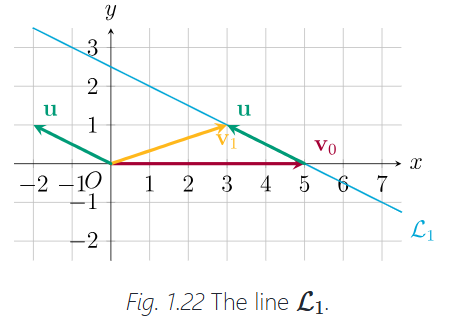 y
3
2
u u
1
v₁
v₀
x
−2 −1O 1 2 3 4 5 6 7
−1
ℒ₁
−2
Fig. 1.22 The line ℒ₁.